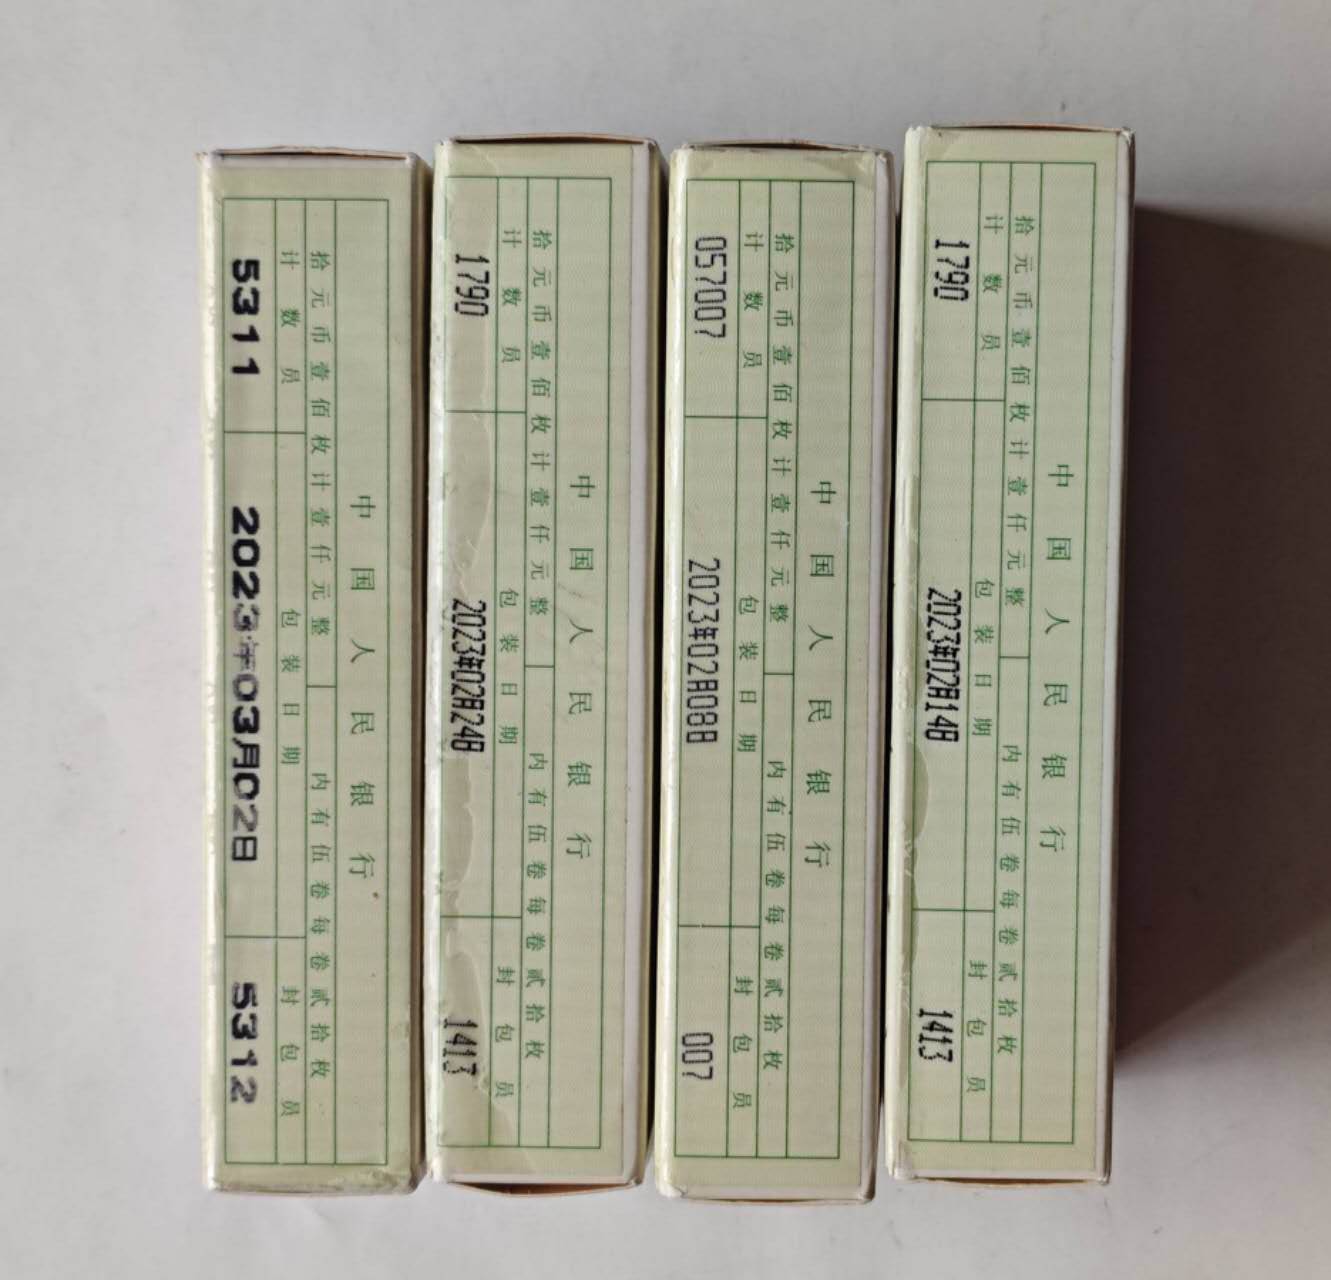 中国人民银行
拾元币壹佰枚计壹仟元整 内有伍卷每卷贰拾枚
计数员 包装日期 封包员
5311 2023年03月02日 5312
中国人民银行
拾元币壹佰枚计壹仟元整 内有伍卷每卷贰拾枚
计数员 包装日期 封包员
1790 2023年02月24日 1413
中国人民银行
拾元币壹佰枚计壹仟元整 内有伍卷每卷贰拾枚
计数员 包装日期 封包员
057007 2023年02月08日 007
中国人民银行
拾元币壹佰枚计壹仟元整 内有伍卷每卷贰拾枚
计数员 包装日期 封包员
1790 2023年02月14日 1413